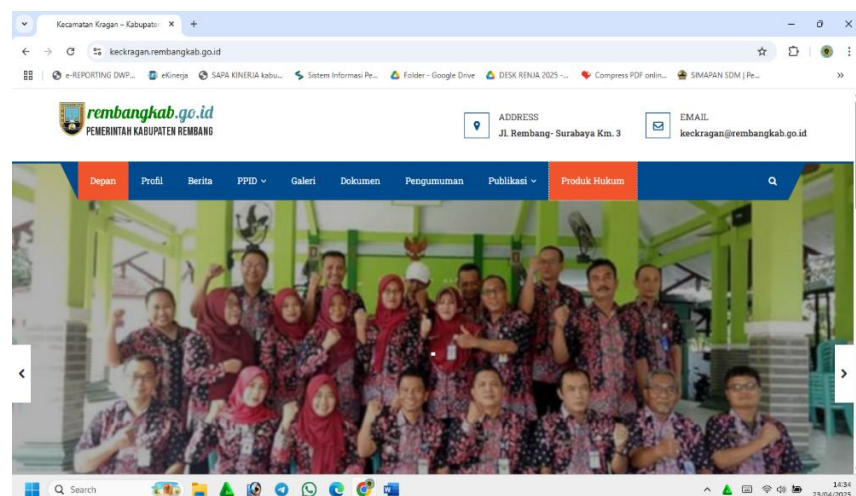 Kecamatan Kragan – Kabupaten
keckragan.rembangkab.go.id
e-REPORTING DWP...
eKinerja
SAPA KINERJA kabu...
Sistem Informasi Pe...
Folder - Google Drive
DESK RENJA 2025 -...
Compress PDF onlin...
SIMAPAN SDM | Pe...
rembangkab.go.id
PEMERINTAH KABUPATEN REMBANG
ADDRESS
Jl. Rembang- Surabaya Km. 3
EMAIL
keckragan@rembangkab.go.id
Depan Profil Berita PPID Galeri Dokumen Pengumuman Publikasi Produk Hukum
Search
14:34
23/04/2025